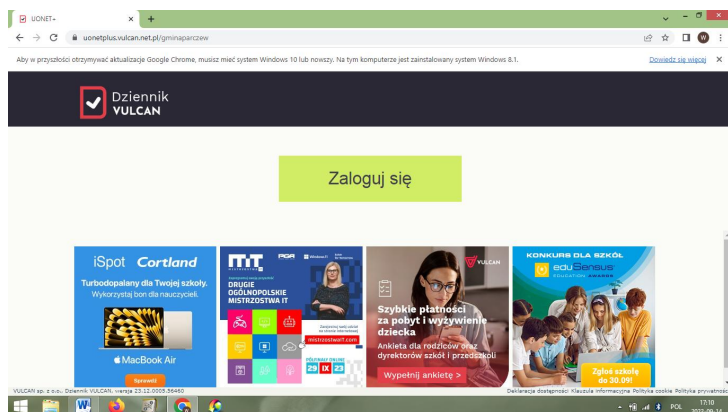 UONET+
uonetplus.vulcan.net.pl/gminaparczew
W
Aby w przyszłości otrzymywać aktualizacje Google Chrome, musisz mieć system Windows 10 lub nowszy. Na tym komputerze jest zainstalowany system Windows 8.1.
Dowiedz się więcej
Dziennik
VULCAN
Zaloguj się
iSpot Cortland
Turbodopalany dla Twojej szkoły.
Wykorzystaj bon dla nauczycieli.
MacBook Air
Sprawdź
DRUGIE
OGÓLNOPOLSKIE
MISTRZOSTWA IT
mistrzostwaIT.com
PÓŁFINAŁY ONLINE
29 IX 23
VULCAN
Szybkie płatności
za pobyt i wyżywienie
dziecka
Ankieta dla rodziców oraz
dyrektorów szkół i przedszkoli
Wypełnij ankietę >
KONKURS DLA SZKÓŁ
eduSensus
EDUCATION AWARDS
Zgłoś szkołę
do 30.09!
VULCAN sp. z o.o., Dziennik VULCAN, wersja 23.12.0005.56460
Deklaracja dostępności Klauzula informacyjna Polityka cookie Polityka prywatności
POL
17:10